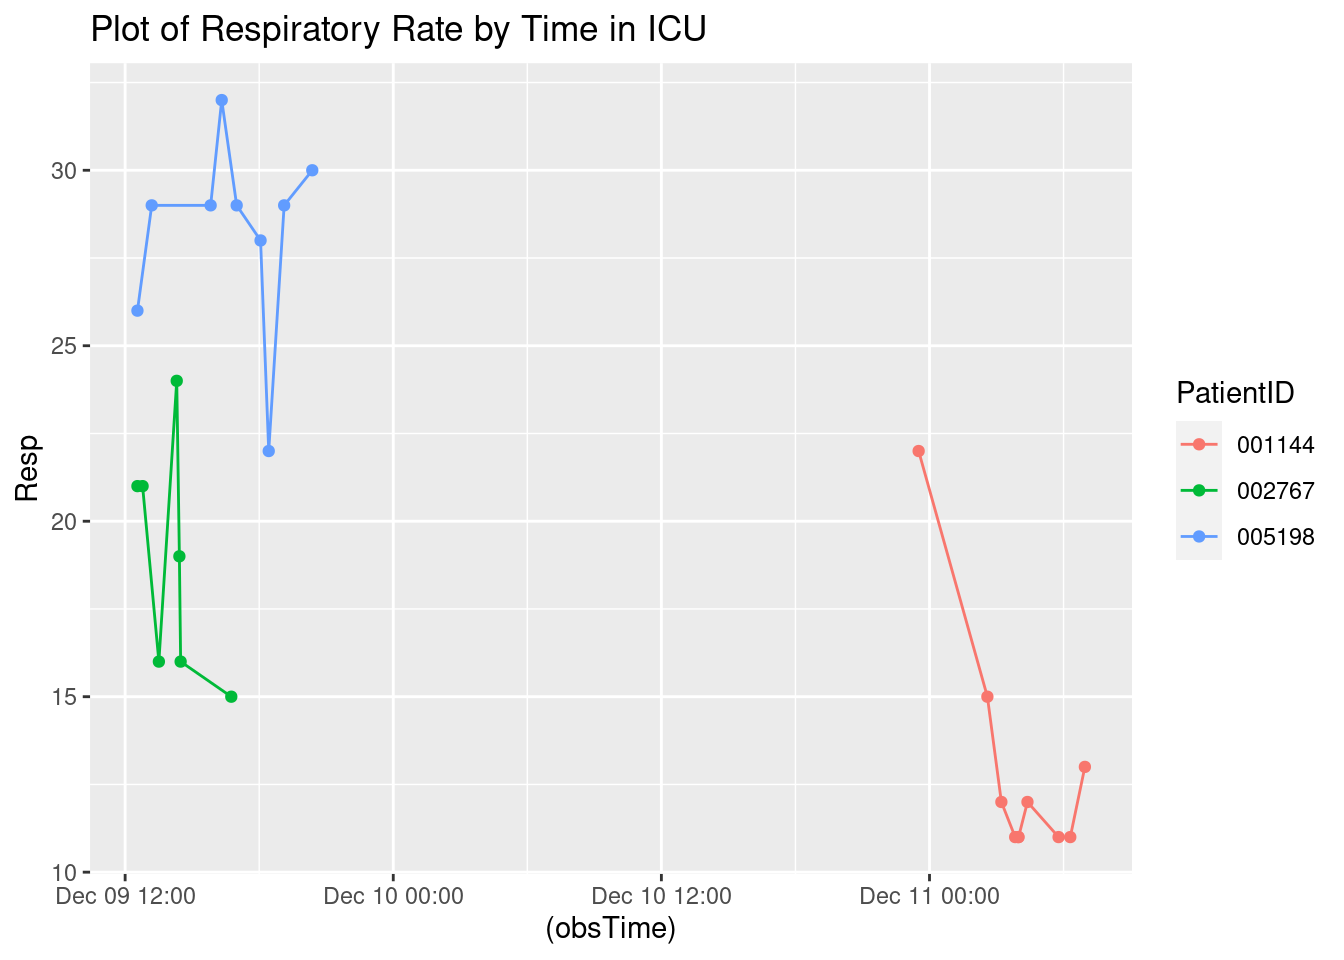 Plot of Respiratory Rate by Time in ICU
30
25
20
15
10
Resp
Dec 09 12:00
Dec 10 00:00
Dec 10 12:00
Dec 11 00:00
(obsTime)
PatientID
001144
002767
005198